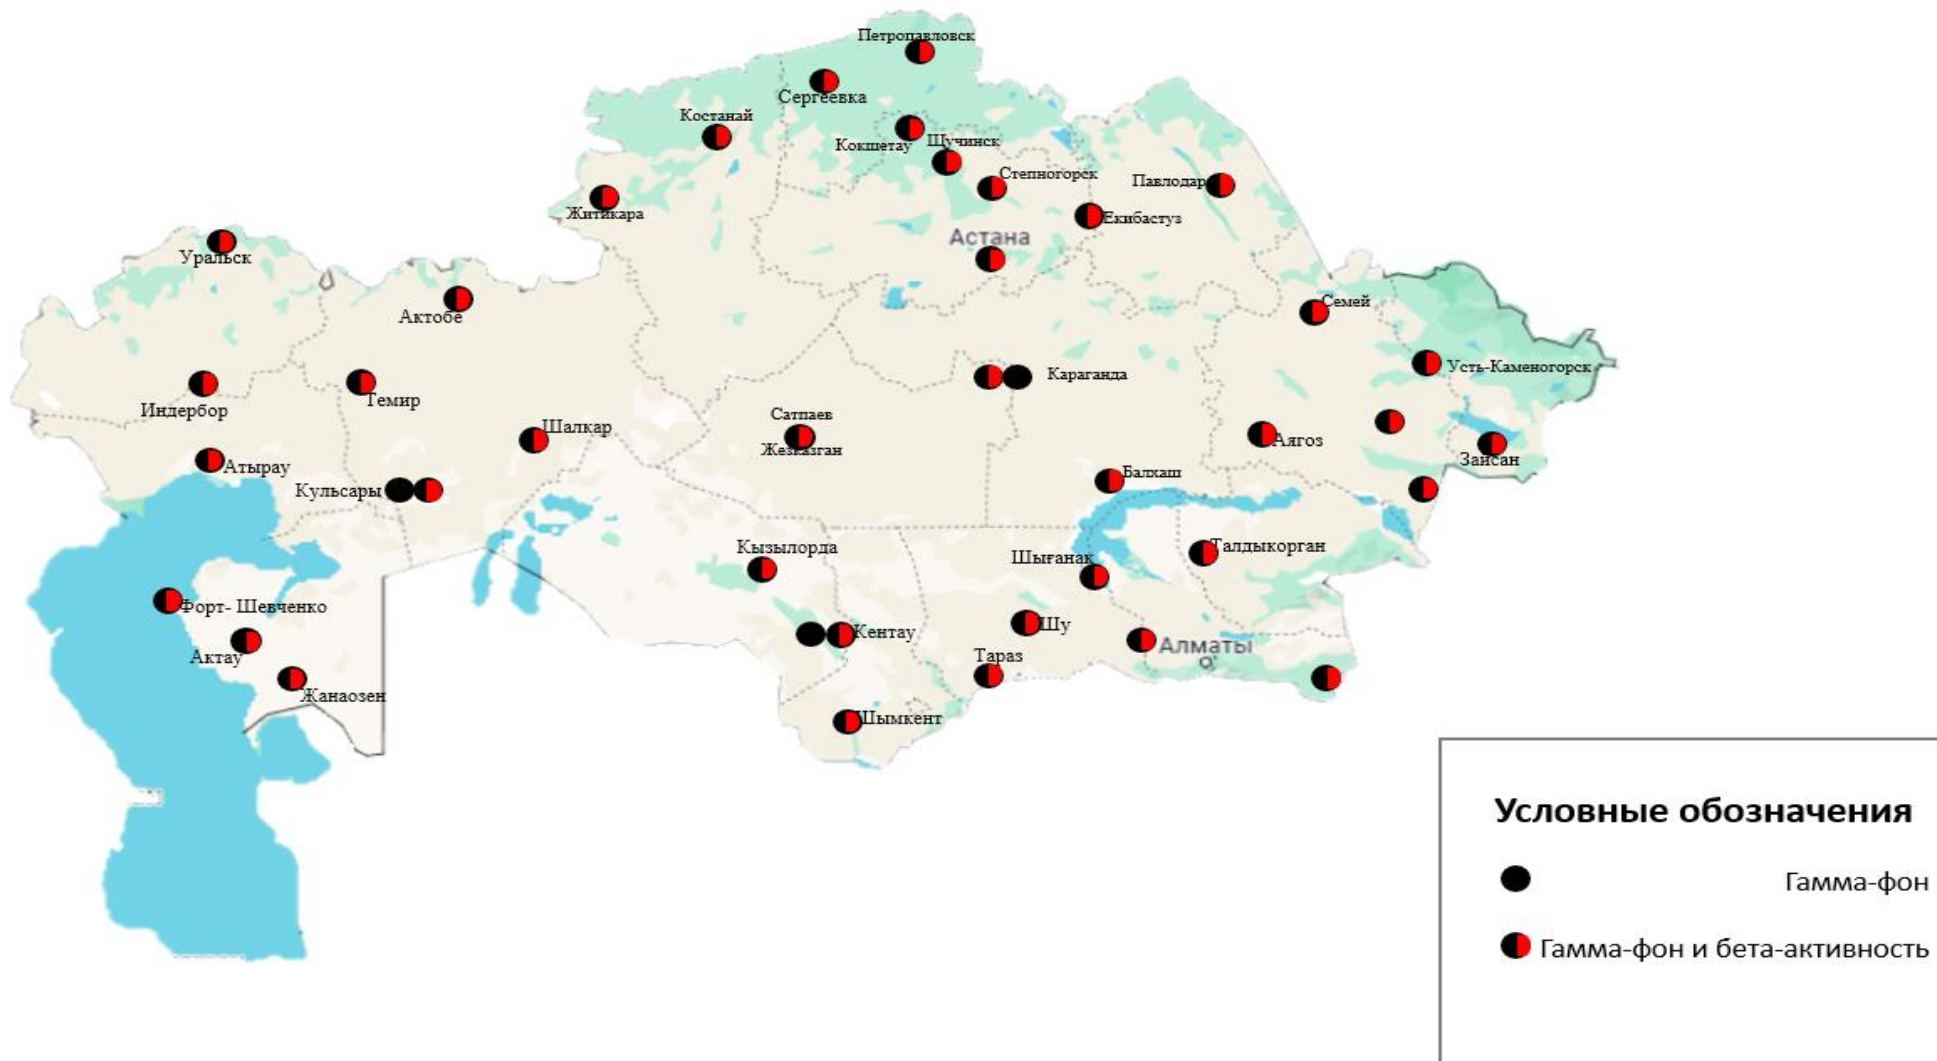 Петропавловск
Сергеевка
Костанай
Кокшетау
Щучинск
Степногорск
Павлодар
Житикара
Екибастуз
Астана
Уральск
Семей
Актобе
Усть-Каменогорск
Караганда
Темир
Индербор
Сатпаев
Шалкар
Аягоз
Жезказган
Зайсан
Атырау
Балхаш
Кульсары
Кызылорда
Талдыкорган
Шығанак
Форт- Шевченко
Шу
Кентау
Алматы
Актау
Тараз
Жанаозен
Шымкент
Условные обозначения
Гамма-фон
Гамма-фон и бета-активность